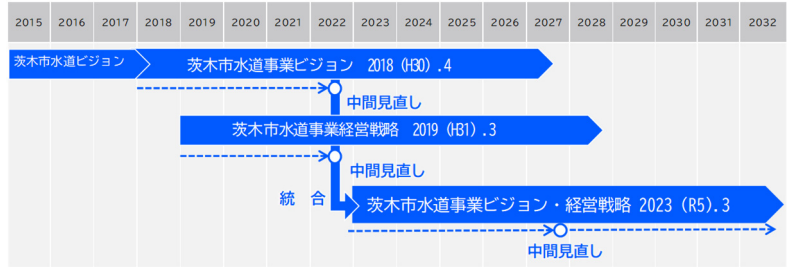 2015 2016 2017 2018 2019 2020 2021 2022 2023 2024 2025 2026 2027 2028 2029 2030 2031 2032
茨木市水道ビジョン 茨木市水道事業ビジョン 2018(H30).4
中間見直し
茨木市水道事業経営戦略 2019(H31).3
中間見直し
統合 茨木市水道事業ビジョン・経営戦略 2023(R5).3
中間見直し